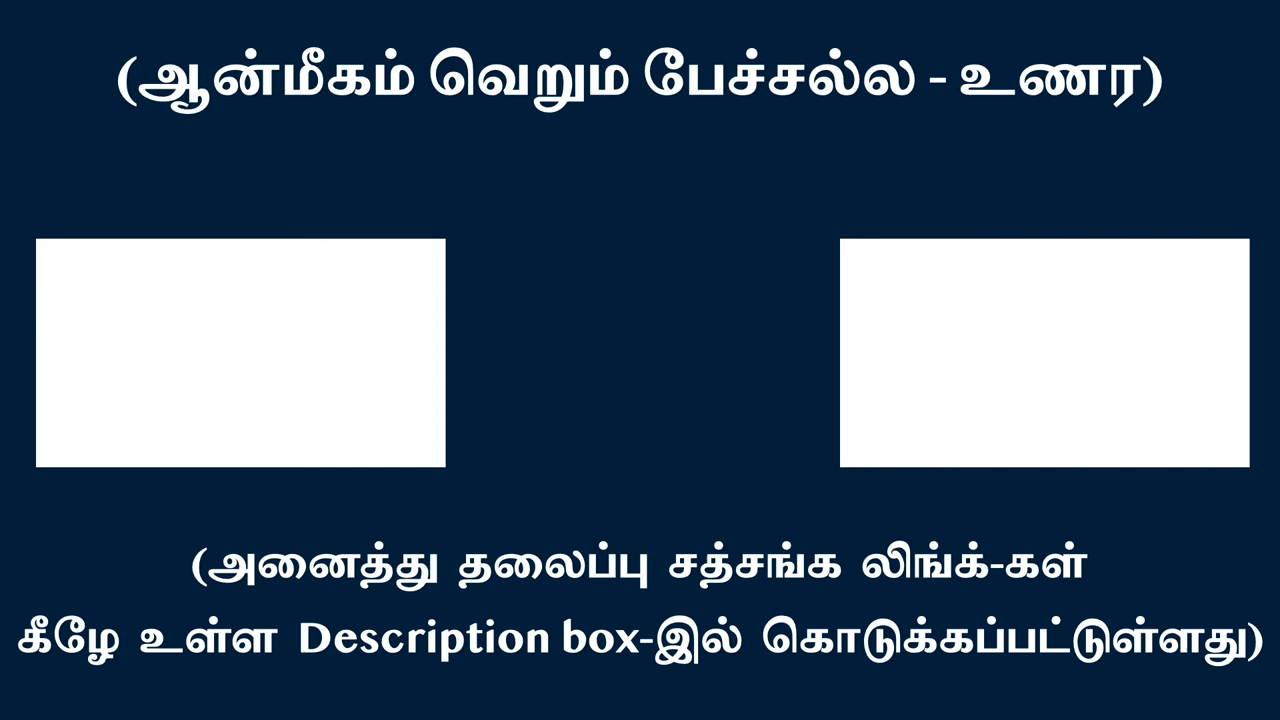 (ஆன்மீகம் வெறும் பேச்சல்ல - உணர)
(அனைத்து தலைப்பு சத்சங்க லிங்க்-கள்
கீழே உள்ள Description box-இல் கொடுக்கப்பட்டுள்ளது)